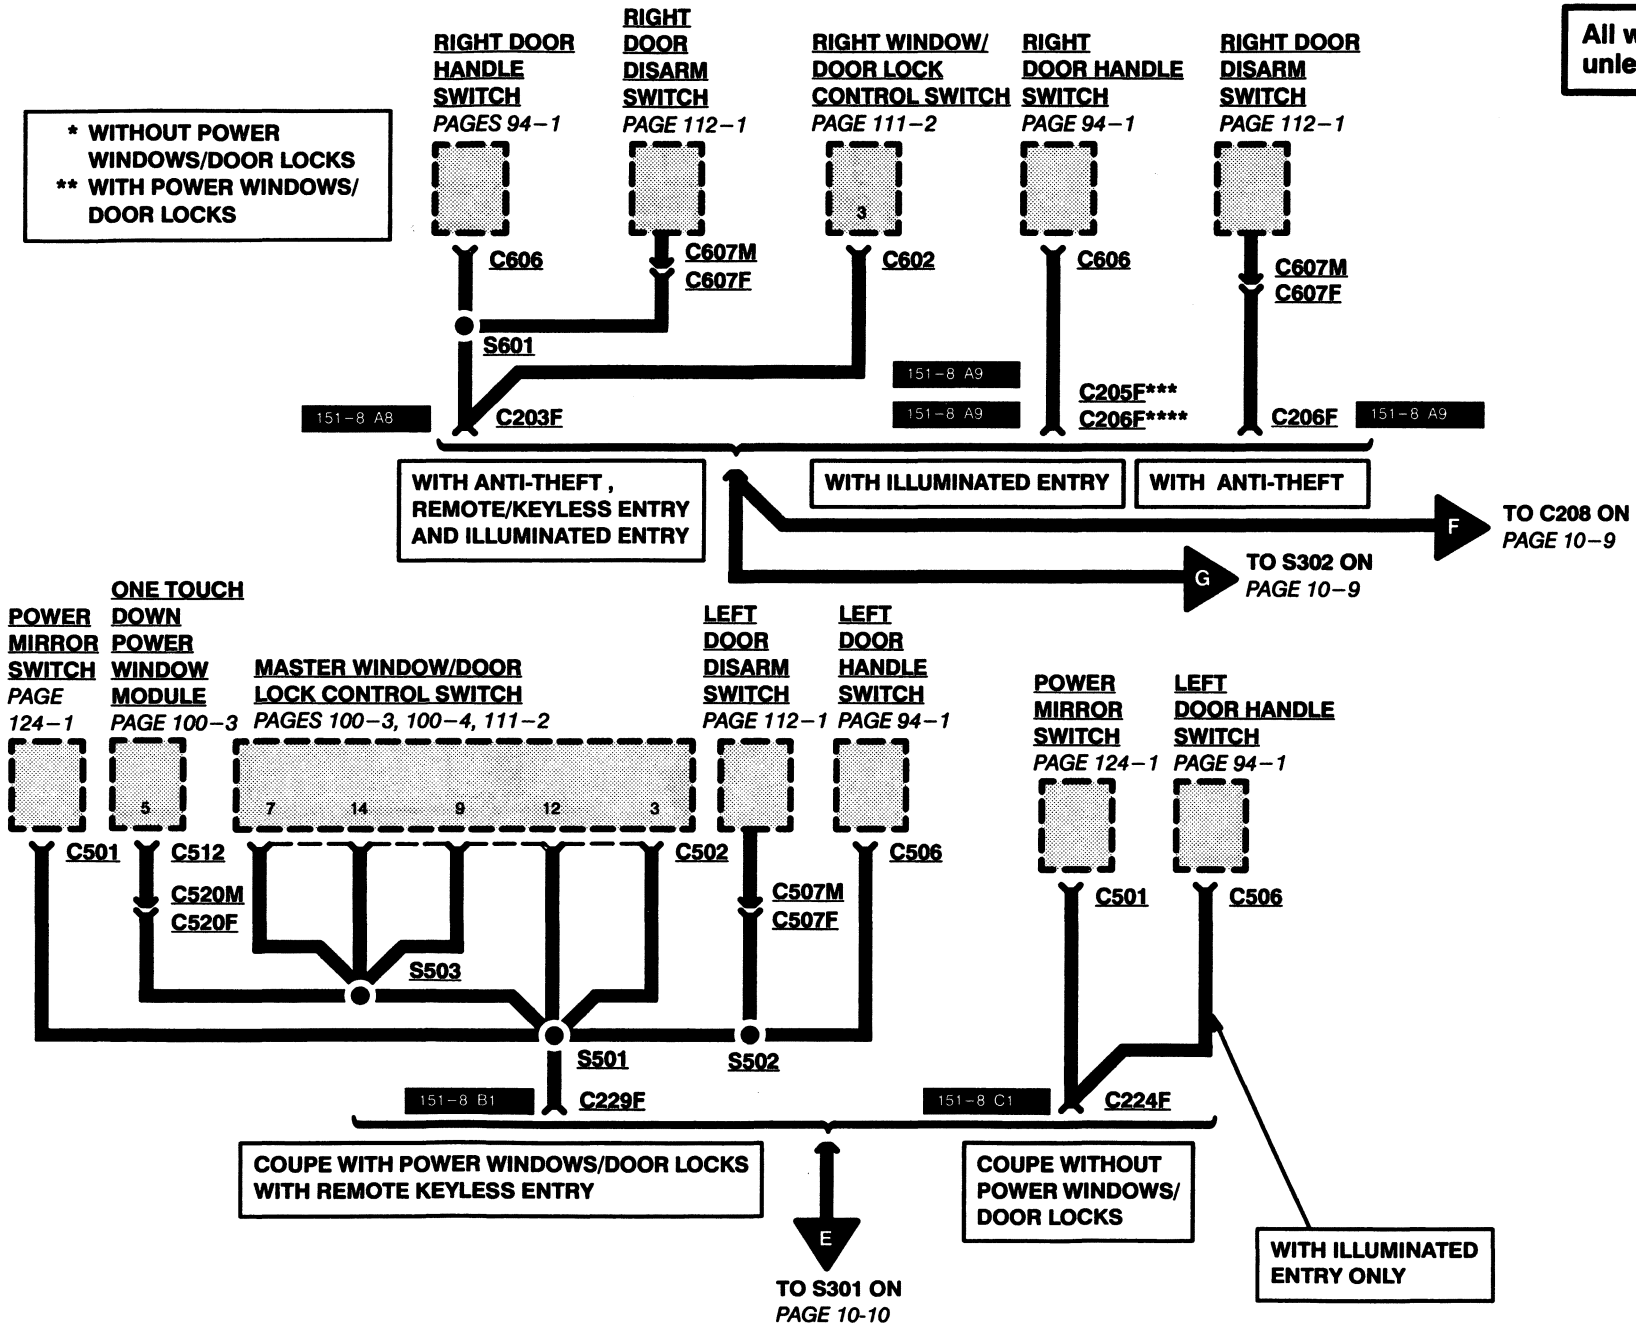 RIGHT DOOR
HANDLE
SWITCH
PAGES 94-1
RIGHT
DOOR
DISARM
SWITCH
PAGE 112-1
RIGHT WINDOW/
DOOR LOCK
CONTROL SWITCH
PAGE 111-2
RIGHT
DOOR HANDLE
SWITCH
PAGE 94-1
RIGHT DOOR
DISARM
SWITCH
PAGE 112-1
All
* WITHOUT POWER
WINDOWS/DOOR LOCKS
** WITH POWER WINDOWS/
DOOR LOCKS
3
C606
C607M
C607F
C602
C606
C607M
C607F
S601
151-8 A8
C203F
151-8 A9
151-8 A9
C205F***
C206F****
C206F
151-8 A9
WITH ANTI-THEFT ,
REMOTE/KEYLESS ENTRY
AND ILLUMINATED ENTRY
WITH ILLUMINATED ENTRY
WITH ANTI-THEFT
F
TO C208 ON
PAGE 10-9
G
TO S302 ON
PAGE 10-9
POWER
MIRROR
SWITCH
PAGE
124-1
ONE TOUCH
DOWN
POWER
WINDOW
MODULE
PAGE 100-3
MASTER WINDOW/DOOR
LOCK CONTROL SWITCH
PAGES 100-3, 100-4, 111-2
LEFT
DOOR
DISARM
SWITCH
PAGE 112-1
LEFT
DOOR
HANDLE
SWITCH
PAGE 94-1
POWER
MIRROR
SWITCH
PAGE 124-1
LEFT
DOOR HANDLE
SWITCH
PAGE 94-1
5
7 14 9 12 3
C501
C512
C520M
C520F
C502
C507M
C507F
C506
C501
C506
S503
S501
S502
151-8 B1
C229F
151-8 C1
C224F
COUPE WITH POWER WINDOWS/DOOR LOCKS
WITH REMOTE KEYLESS ENTRY
COUPE WITHOUT
POWER WINDOWS/
DOOR LOCKS
E
TO S301 ON
PAGE 10-10
WITH ILLUMINATED
ENTRY ONLY